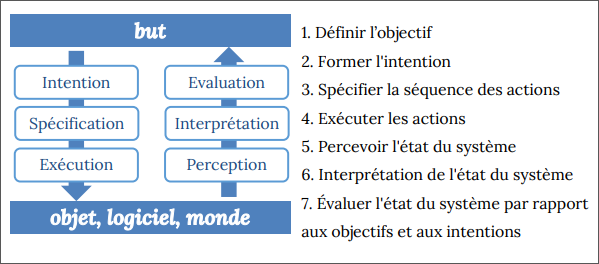 but
Intention
Spécification
Exécution
Evaluation
Interprétation
Perception
objet, logiciel, monde
1. Définir l’objectif
2. Former l'intention
3. Spécifier la séquence des actions
4. Exécuter les actions
5. Percevoir l'état du système
6. Interprétation de l'état du système
7. Évaluer l'état du système par rapport
aux objectifs et aux intentions